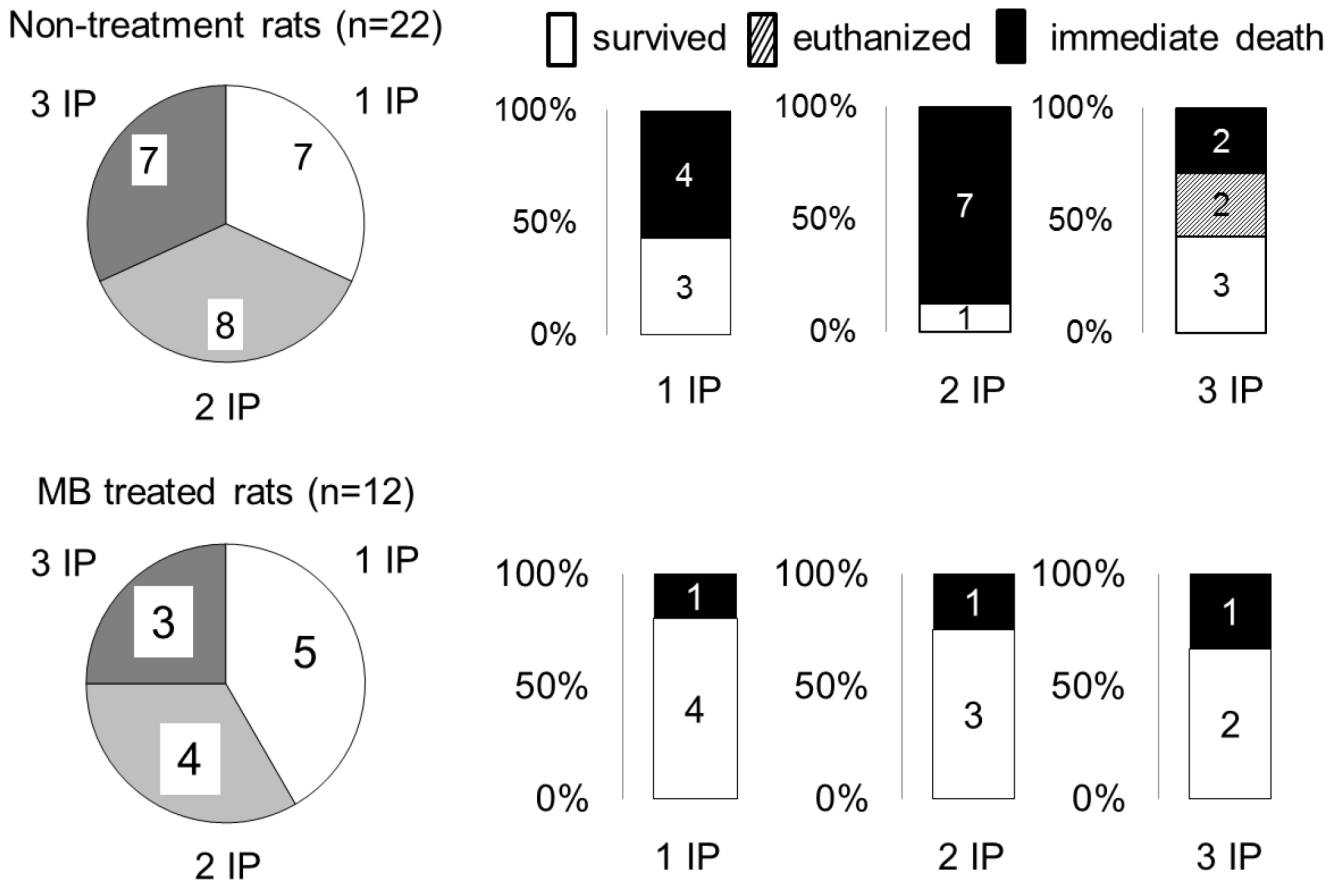 Non-treatment rats (n=22)
survived euthanized immediate death
3 IP
1 IP
7
7
8
2 IP
100%
50%
0%
4
3
1 IP
100%
50%
0%
7
1
2 IP
100%
50%
0%
2
2
3
3 IP
MB treated rats (n=12)
3 IP
1 IP
3
5
4
2 IP
100%
50%
0%
1
4
1 IP
100%
50%
0%
1
3
2 IP
100%
50%
0%
1
2
3 IP